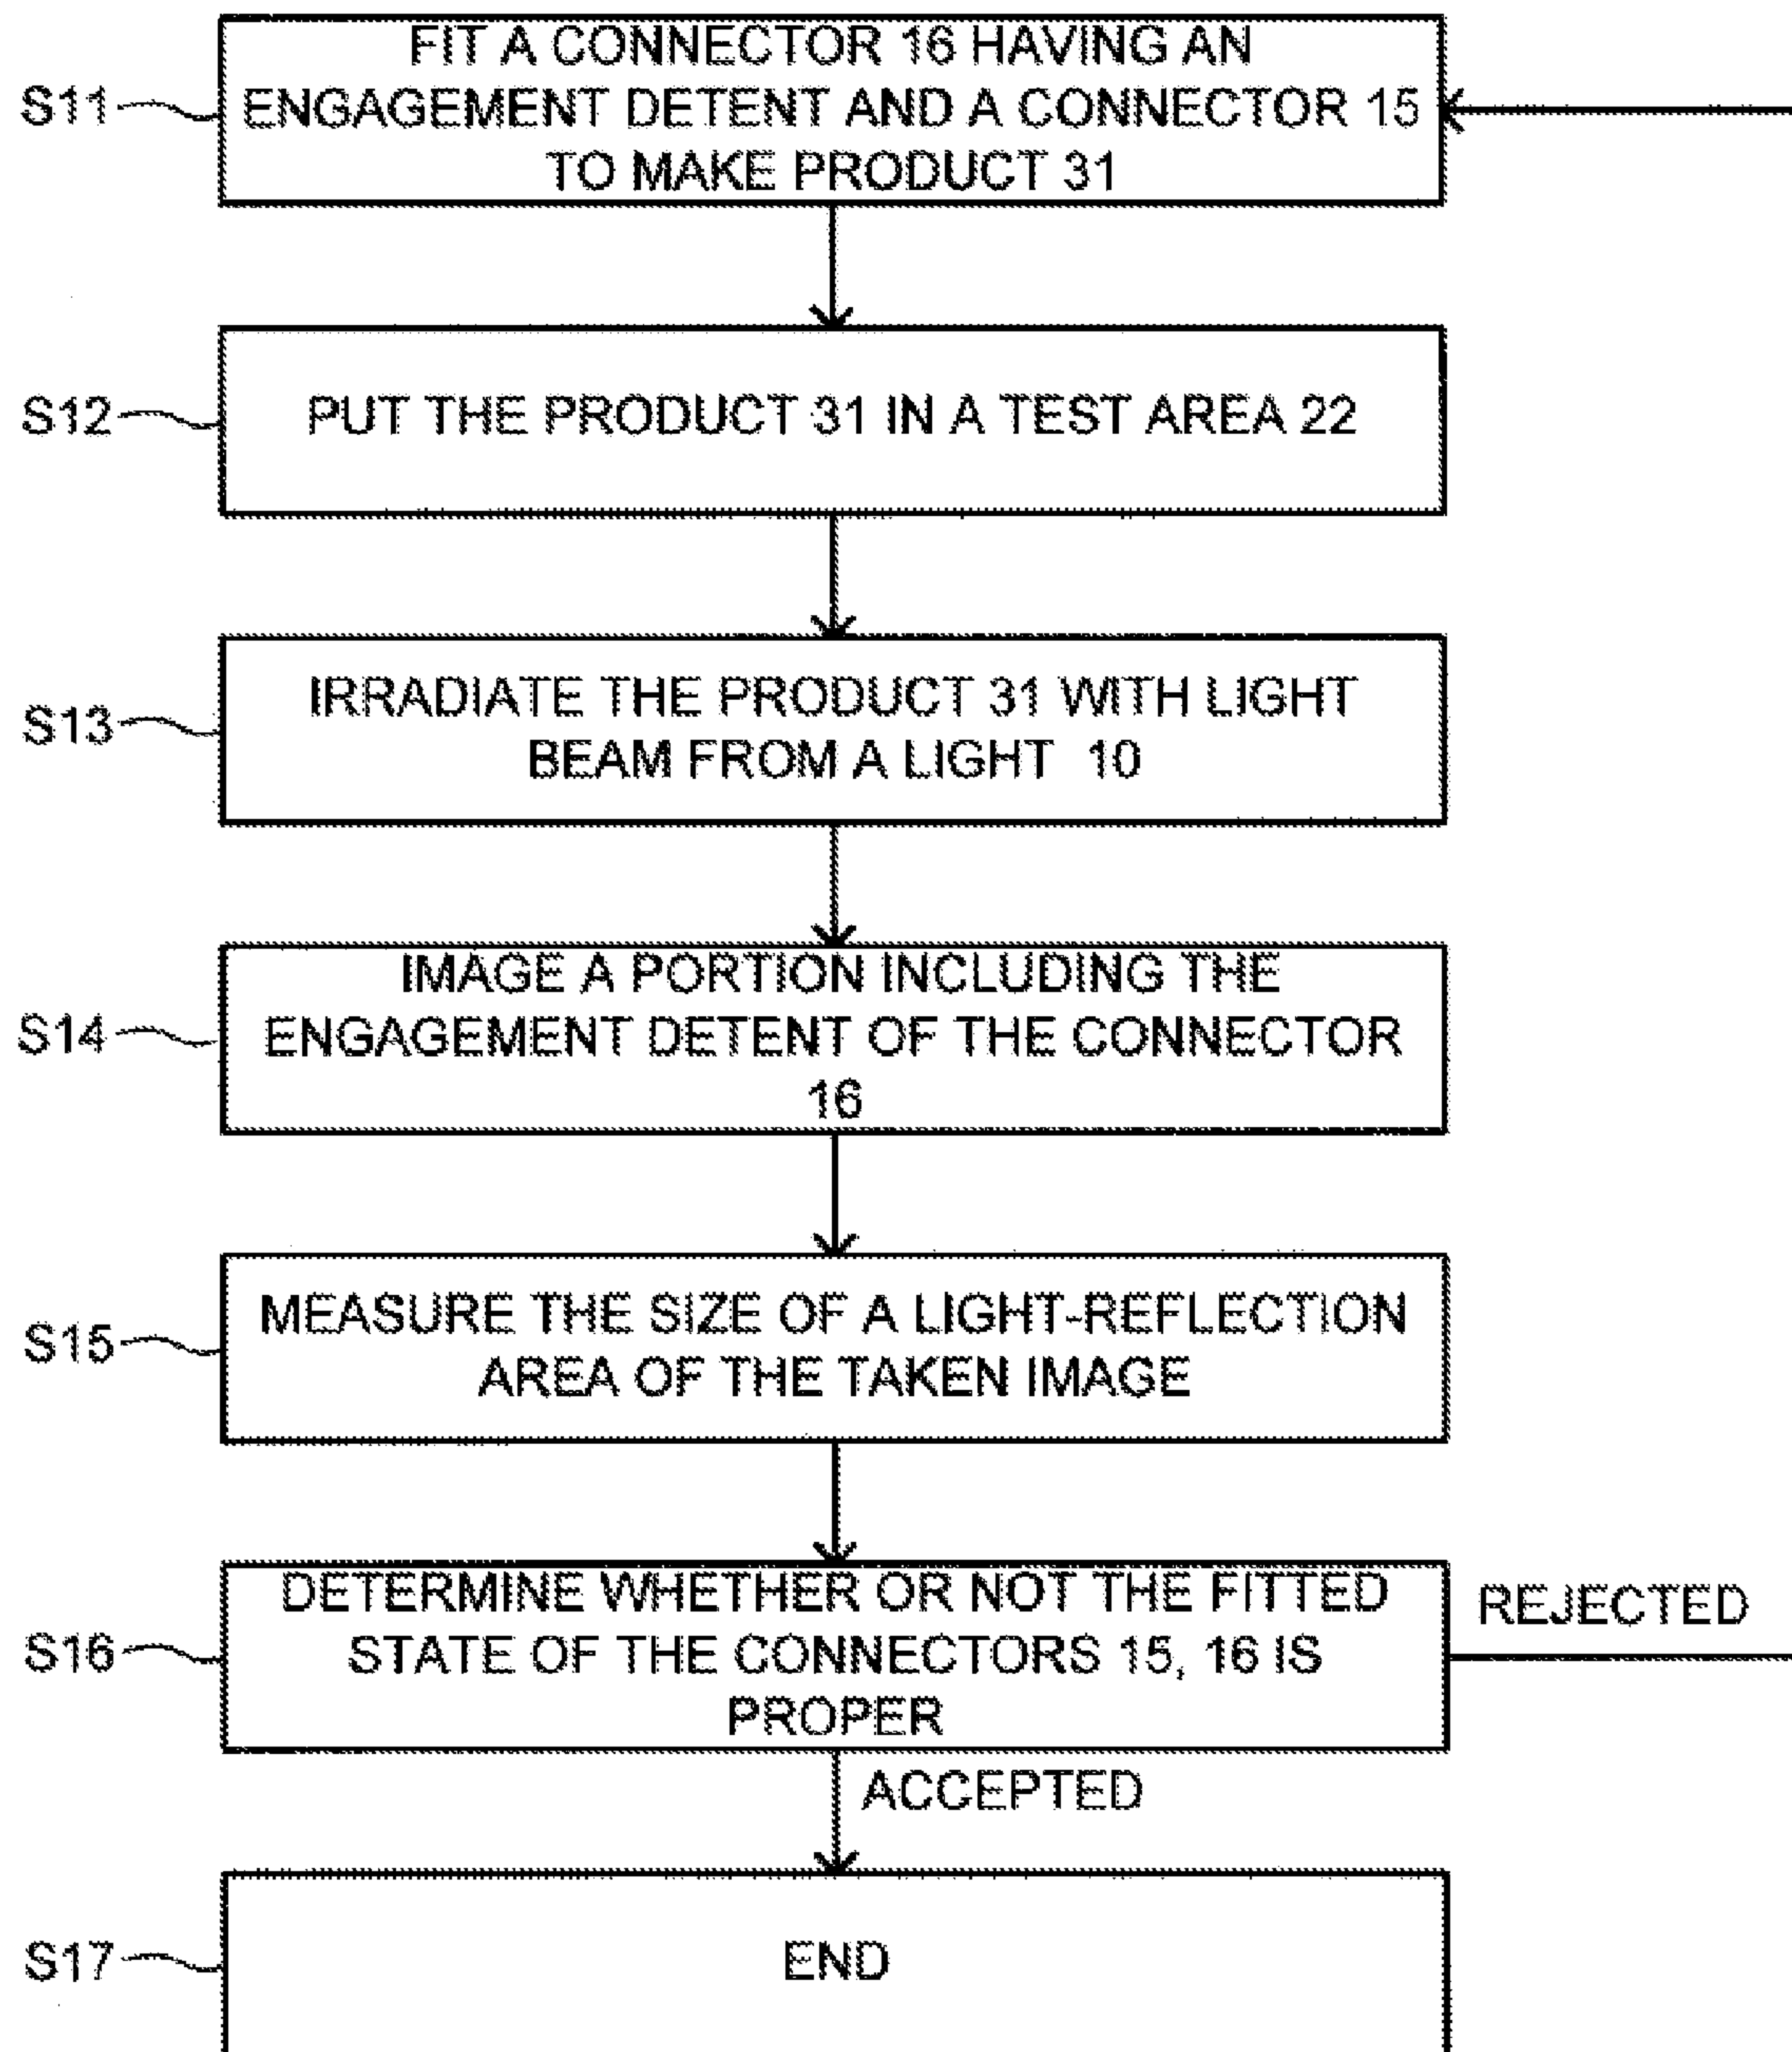 S11
FIT A CONNECTOR 16 HAVING AN
ENGAGEMENT DETENT AND A CONNECTOR 15
TO MAKE PRODUCT 31
S12
PUT THE PRODUCT 31 IN A TEST AREA 22
S13
IRRADIATE THE PRODUCT 31 WITH LIGHT
BEAM FROM A LIGHT 10
S14
IMAGE A PORTION INCLUDING THE
ENGAGEMENT DETENT OF THE CONNECTOR
16
S15
MEASURE THE SIZE OF A LIGHT-REFLECTION
AREA OF THE TAKEN IMAGE
S16
DETERMINE WHETHER OR NOT THE FITTED
STATE OF THE CONNECTORS 15, 16 IS
PROPER
REJECTED
ACCEPTED
S17
END